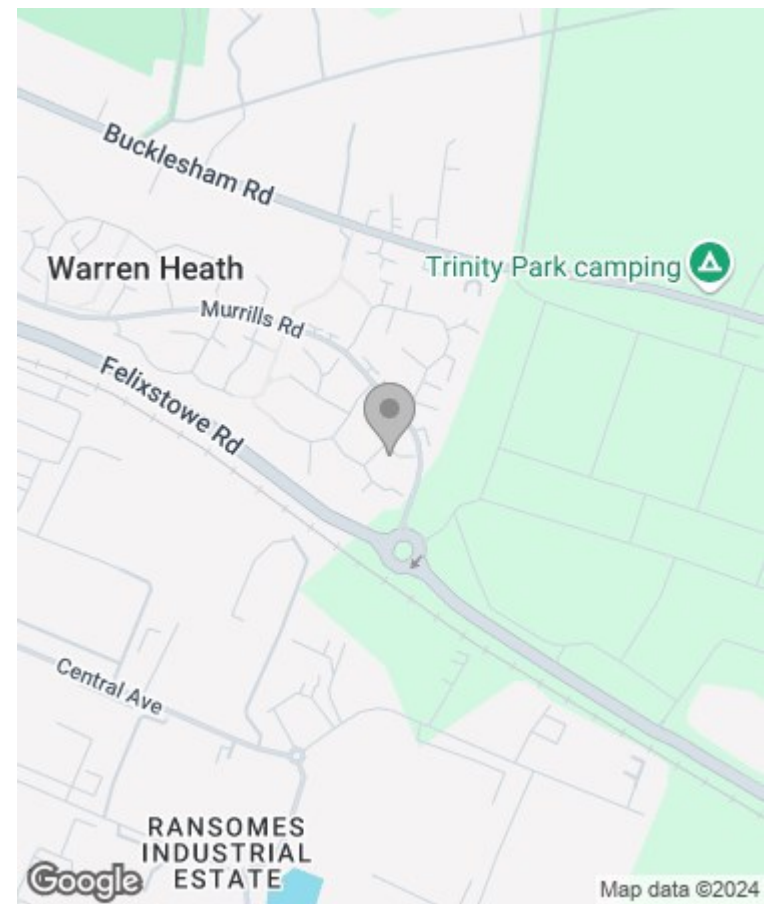 Bucklesham Rd
Warren Heath
Trinity Park camping
Murrills Rd
Felixstowe Rd
Central Ave
RANSOMES
INDUSTRIAL
ESTATE
Google
Map data ©2024